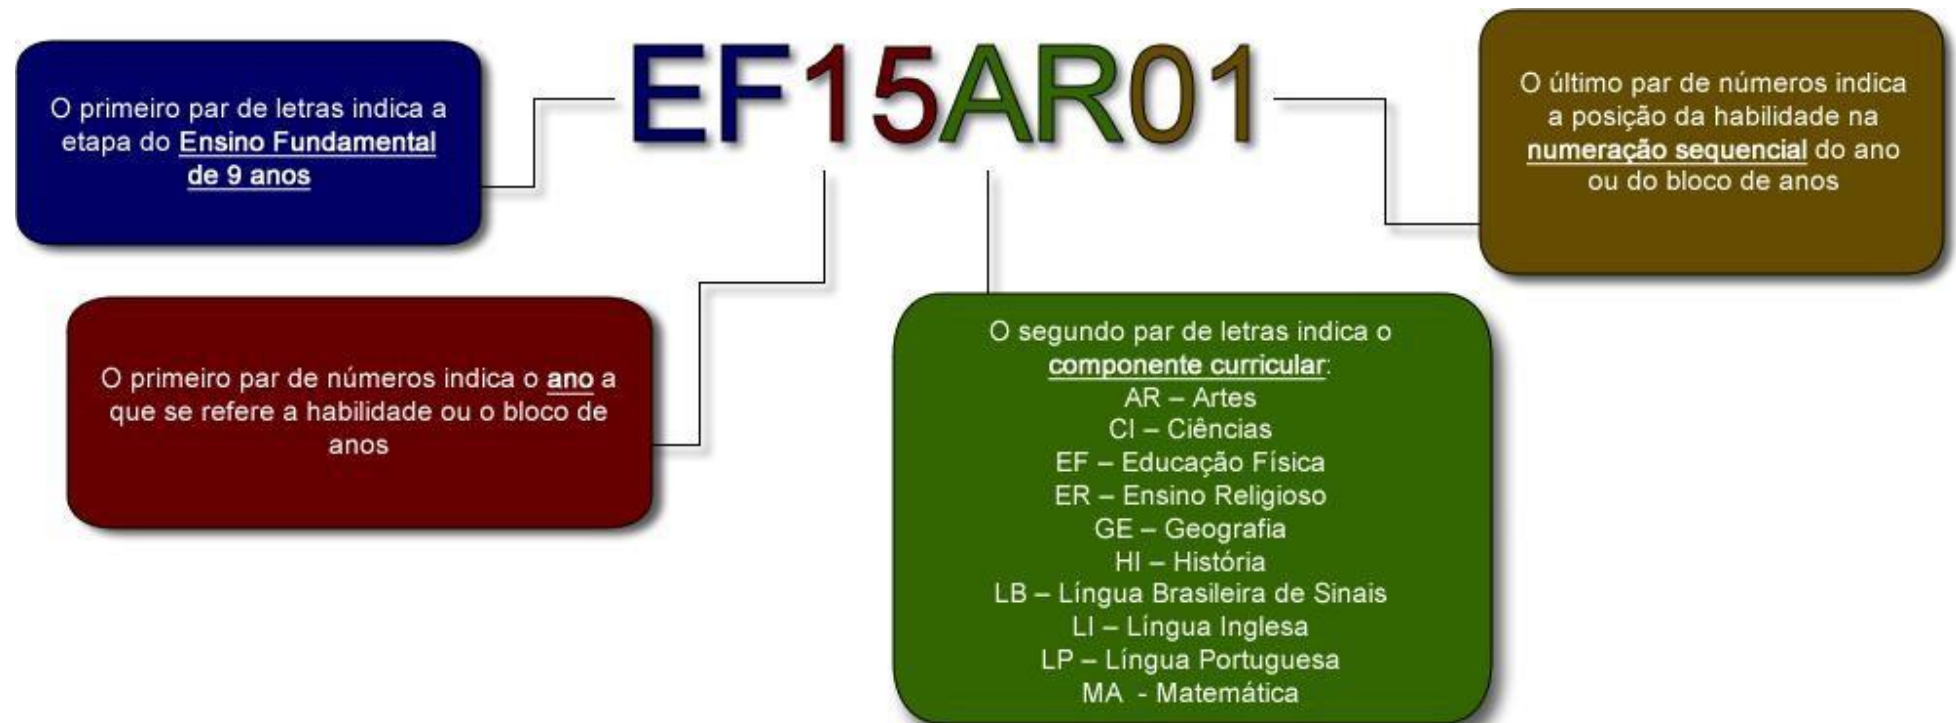 EF15AR01
O primeiro par de letras indica a
etapa do Ensino Fundamental
de 9 anos
O último par de números indica
a posição da habilidade na
numeração sequencial do ano
ou do bloco de anos
O primeiro par de números indica o ano a
que se refere a habilidade ou o bloco de
anos
O segundo par de letras indica o
componente curricular:
AR – Artes
CI – Ciências
EF – Educação Física
ER – Ensino Religioso
GE – Geografia
HI – História
LB – Língua Brasileira de Sinais
LI – Língua Inglesa
LP – Língua Portuguesa
MA - Matemática